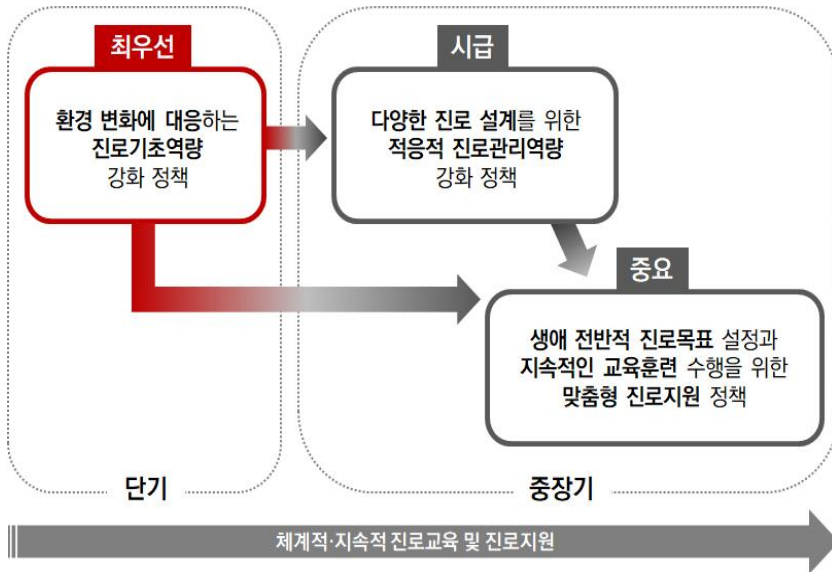 최우선
환경 변화에 대응하는
진로기초역량
강화 정책
시급
다양한 진로 설계를 위한
적응적 진로관리역량
강화 정책
중요
생애 전반적 진로목표 설정과
지속적인 교육훈련 수행을 위한
맞춤형 진로지원 정책
단기
중장기
체계적·지속적 진로교육 및 진로지원